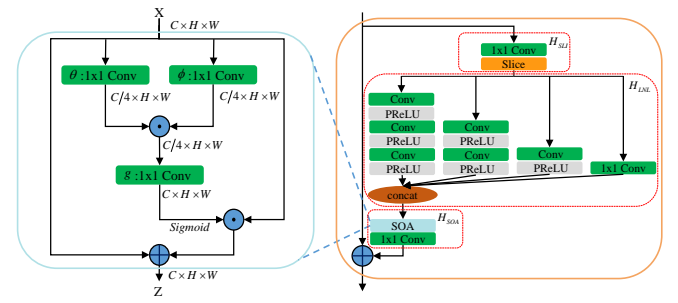 X
C×H×W
θ :1x1 Conv
ϕ :1x1 Conv
C/4×H×W
C/4×H×W
C/4×H×W
g :1x1 Conv
C×H×W
Sigmoid
C×H×W
Z
1x1 Conv
H_SLI
Slice
H_LNL
Conv
PReLU
Conv
PReLU
Conv
PReLU
Conv
PReLU
Conv
PReLU
Conv
PReLU
1x1 Conv
concat
H_SOA
SOA
1x1 Conv